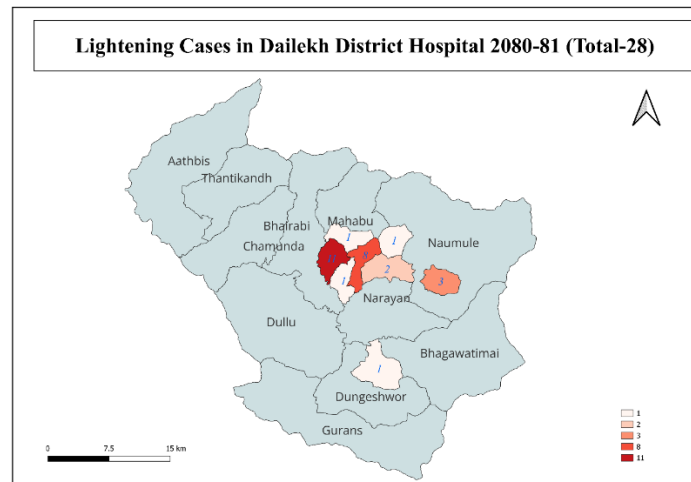 Lightening Cases in Dailekh District Hospital 2080-81 (Total-28)
Aathbis
Thantikandh
Bhairabi
Mahabu
Chamunda
Naumule
1
1
11
8
2
3
1
Narayan
Dullu
Bhagawatimai
1
Dungeshwor
Gurans
1
2
3
8
11
0 7.5 15 km